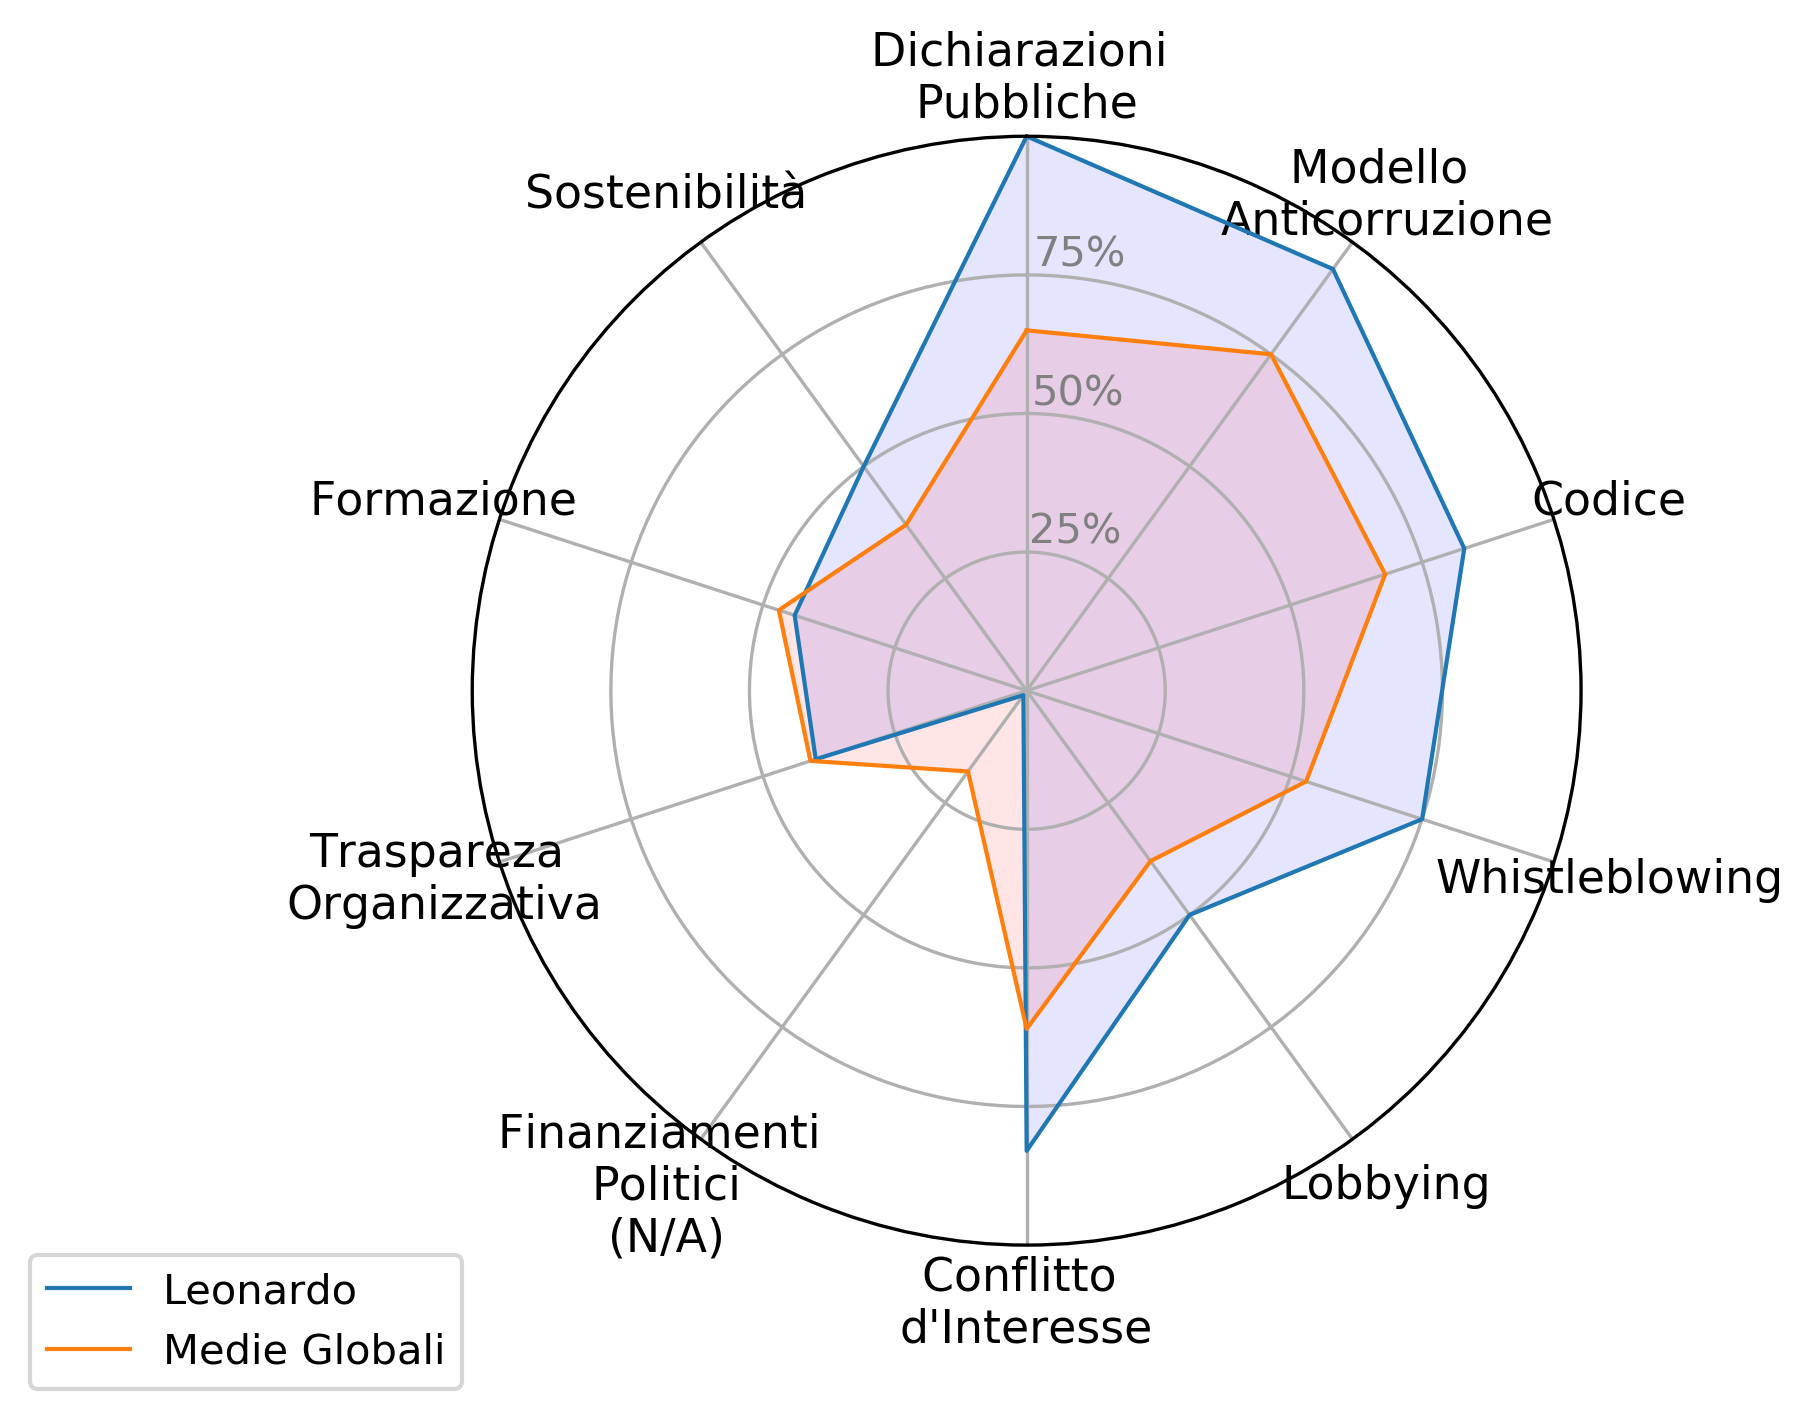 Dichiarazioni
Pubbliche
Modello
Anticorruzione
Sostenibilità
75%
50%
25%
Formazione
Codice
Traspareza
Organizzativa
Whistleblowing
Finanziamenti
Politici
(N/A)
Lobbying
Conflitto
d'Interesse
Leonardo
Medie Globali